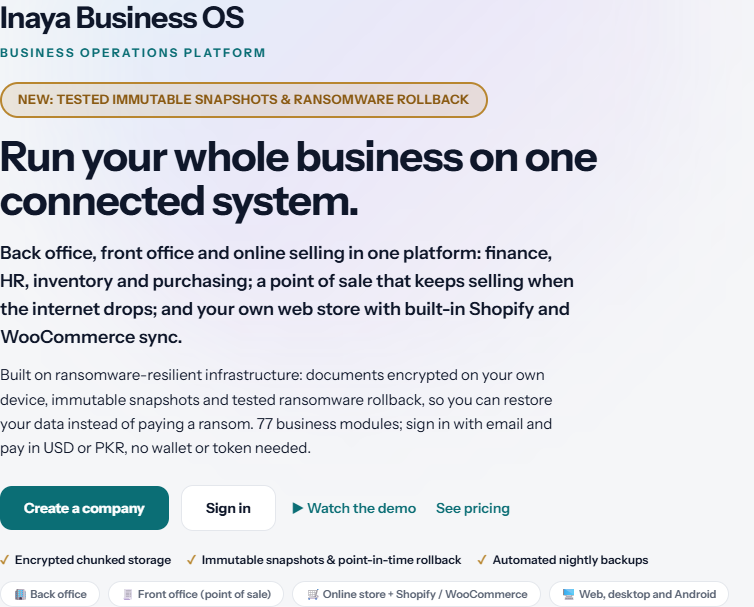 Inaya Business OS
BUSINESS OPERATIONS PLATFORM
NEW: TESTED IMMUTABLE SNAPSHOTS & RANSOMWARE ROLLBACK
Run your whole business on one
connected system.
Back office, front office and online selling in one platform: finance,
HR, inventory and purchasing; a point of sale that keeps selling when
the internet drops; and your own web store with built-in Shopify and
WooCommerce sync.
Built on ransomware-resilient infrastructure: documents encrypted on your own
device, immutable snapshots and tested ransomware rollback, so you can restore
your data instead of paying a ransom. 77 business modules; sign in with email and
pay in USD or PKR, no wallet or token needed.
Create a company Sign in ▶ Watch the demo See pricing
✓ Encrypted chunked storage ✓ Immutable snapshots & point-in-time rollback ✓ Automated nightly backups
Back office Front office (point of sale) Online store + Shopify / WooCommerce Web, desktop and Android